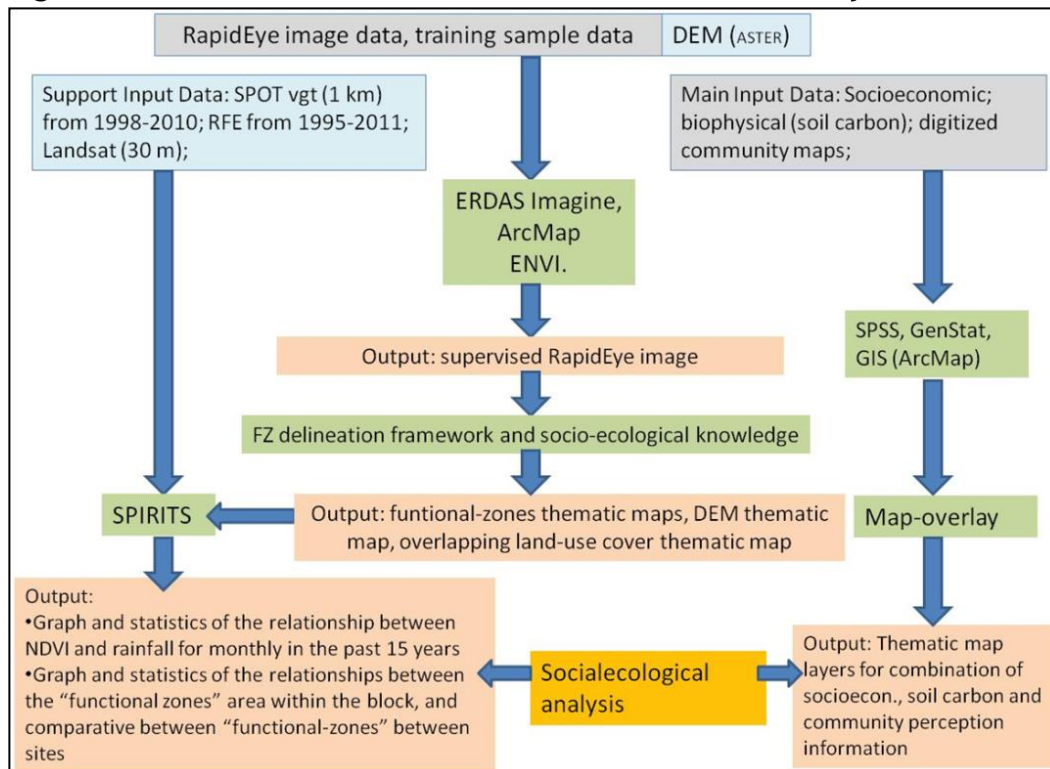 RapidEye image data, training sample data
DEM (ASTER)
Support Input Data: SPOT vgt (1 km)
from 1998-2010; RFE from 1995-2011;
Landsat (30 m);
Main Input Data: Socioeconomic;
biophysical (soil carbon); digitized
community maps;
ERDAS Imagine,
ArcMap
ENVI.
SPSS, GenStat,
GIS (ArcMap)
Output: supervised RapidEye image
FZ delineation framework and socio-ecological knowledge
SPIRITS
Output: funtional-zones thematic maps, DEM thematic
map, overlapping land-use cover thematic map
Map-overlay
Output:
•Graph and statistics of the relationship between
NDVI and rainfall for monthly in the past 15 years
•Graph and statistics of the relationships between
the “functional zones” area within the block, and
comparative between “functional-zones” between
sites
Socialecological
analysis
Output: Thematic map
layers for combination of
socioecon., soil carbon and
community perception
information